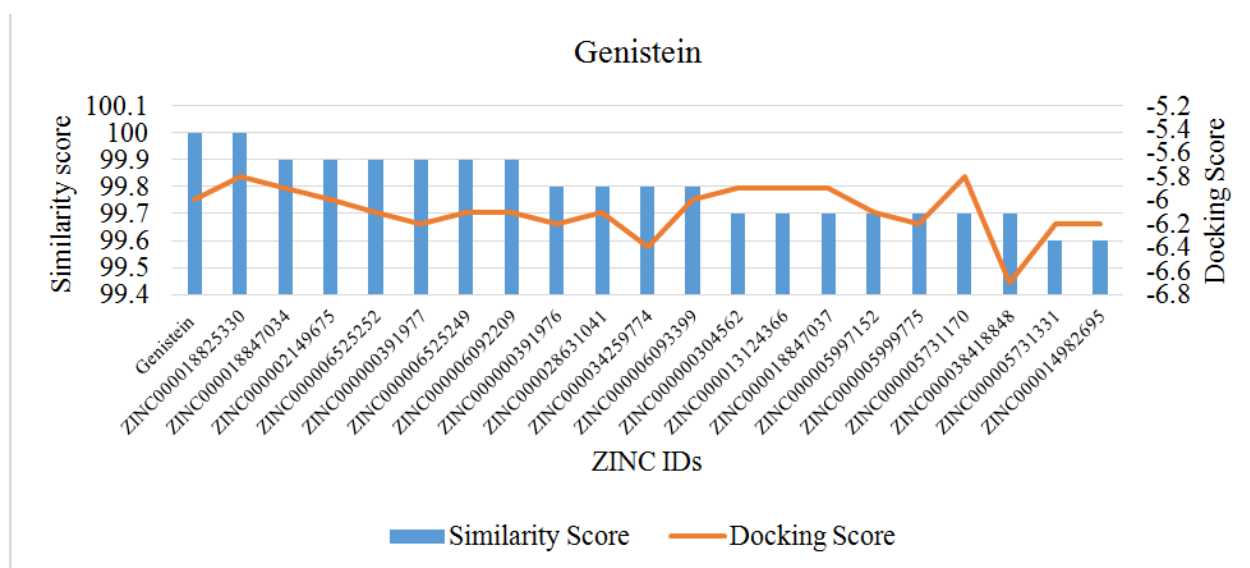 Genistein
Similarity score
100.1
100
99.9
99.8
99.7
99.6
99.5
99.4
-5.2
-5.4
-5.6
-5.8
-6
-6.2
-6.4
-6.6
-6.8
Docking Score
Genistein
ZINC000018825330
ZINC000018847034
ZINC000002149675
ZINC000006525252
ZINC000000391977
ZINC000006525249
ZINC000006092209
ZINC000000391976
ZINC000028631041
ZINC000034259774
ZINC000006093399
ZINC000000304562
ZINC000013124366
ZINC000018847037
ZINC000005997152
ZINC000005999775
ZINC000005731170
ZINC000038418848
ZINC000005731331
ZINC000014982695
ZINC IDs
Similarity Score
Docking Score